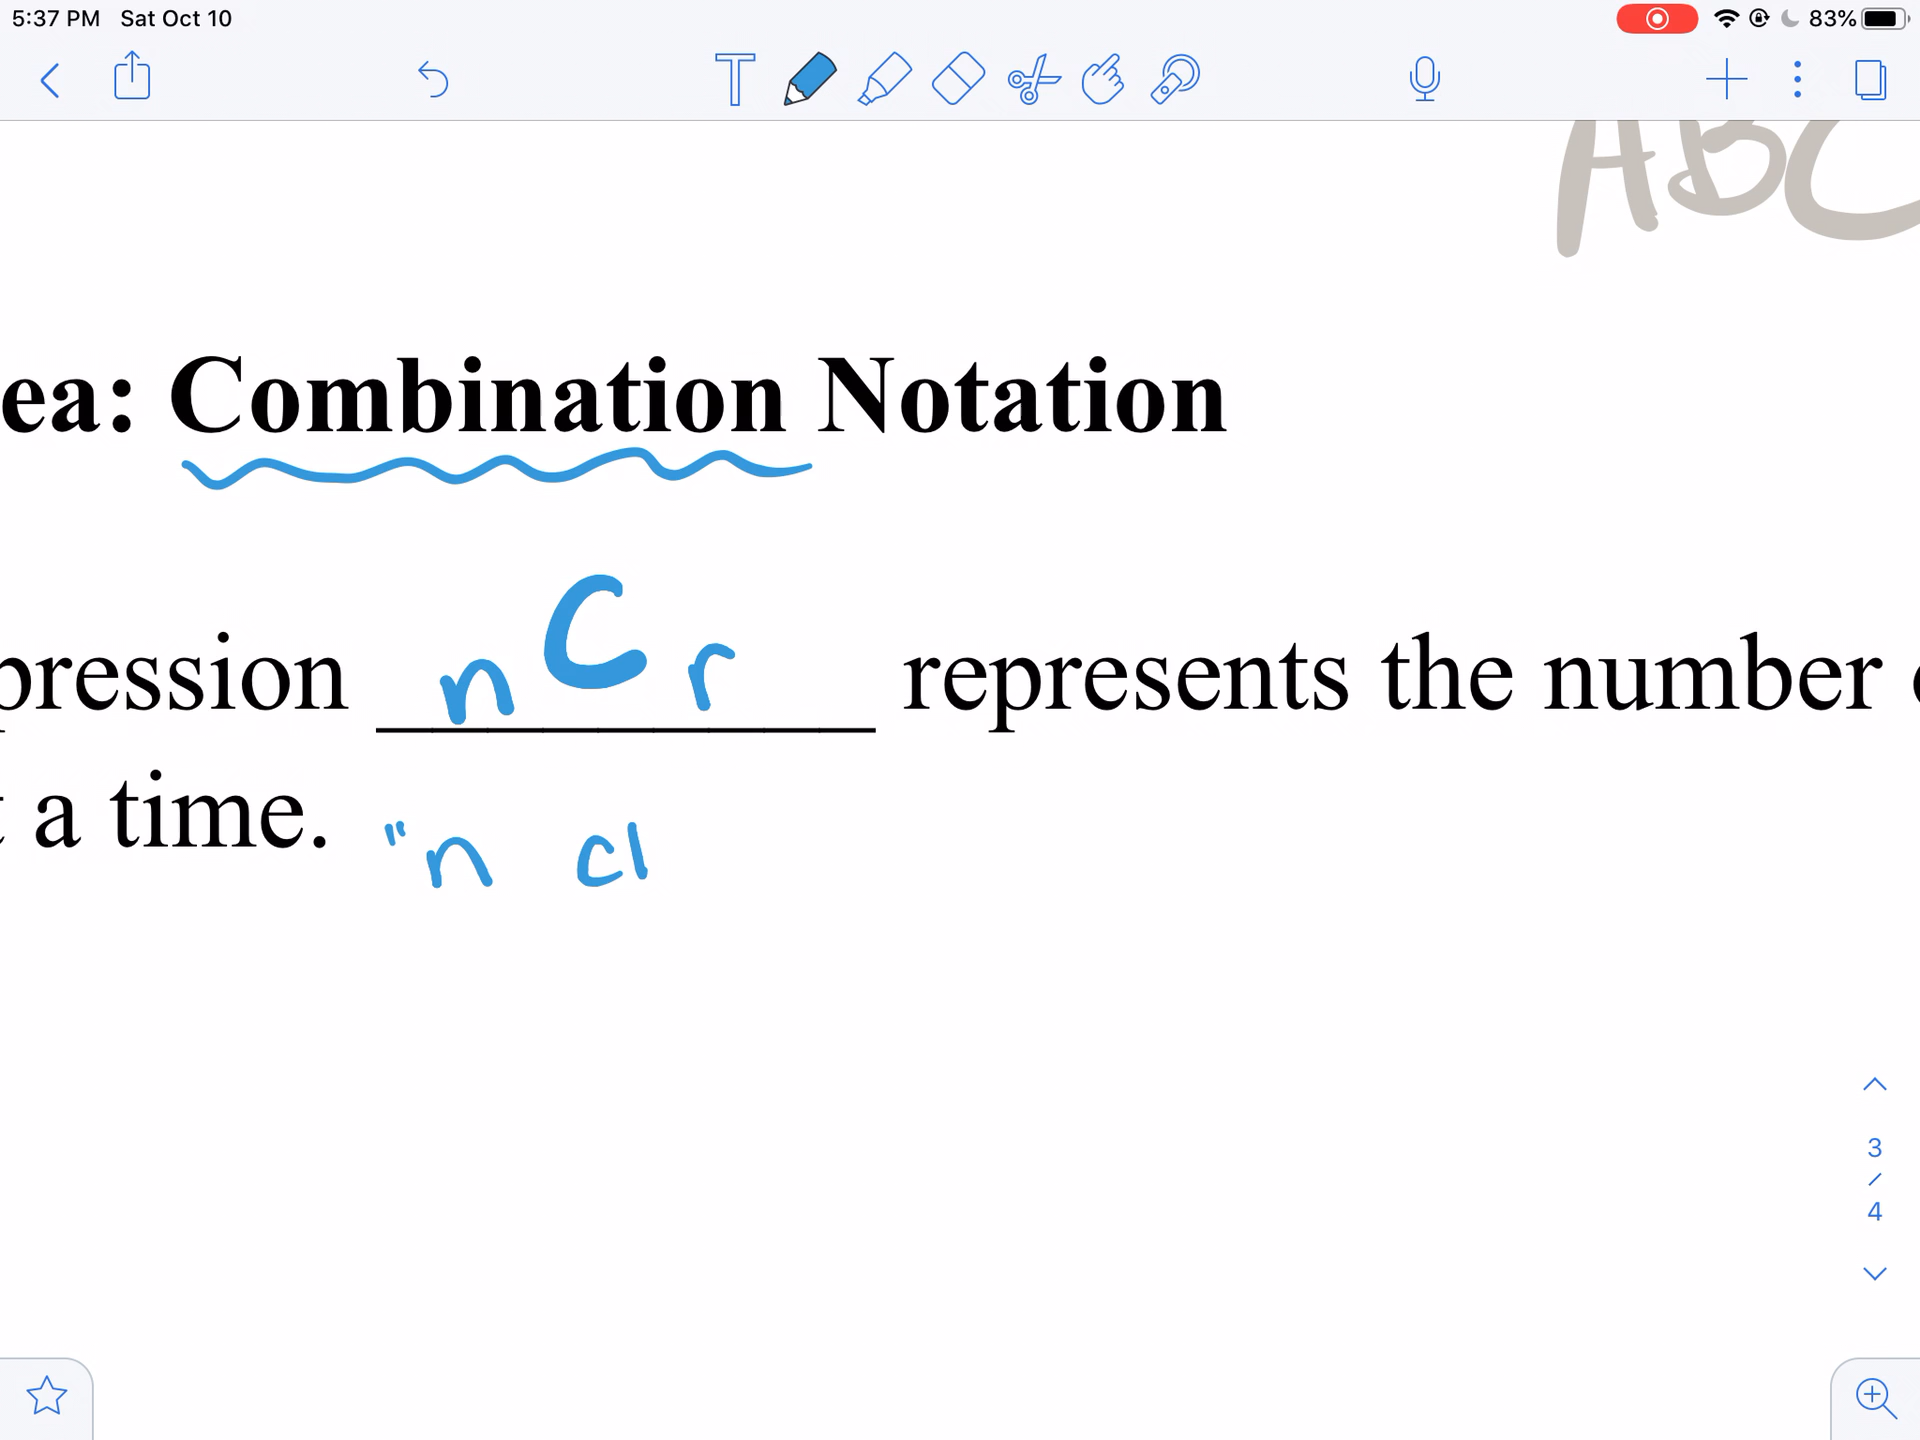 5:37 PM Sat Oct 10 83%
T
ABC
ea: Combination Notation
pression nCr represents the number
a time.
"n ch
3
/
4